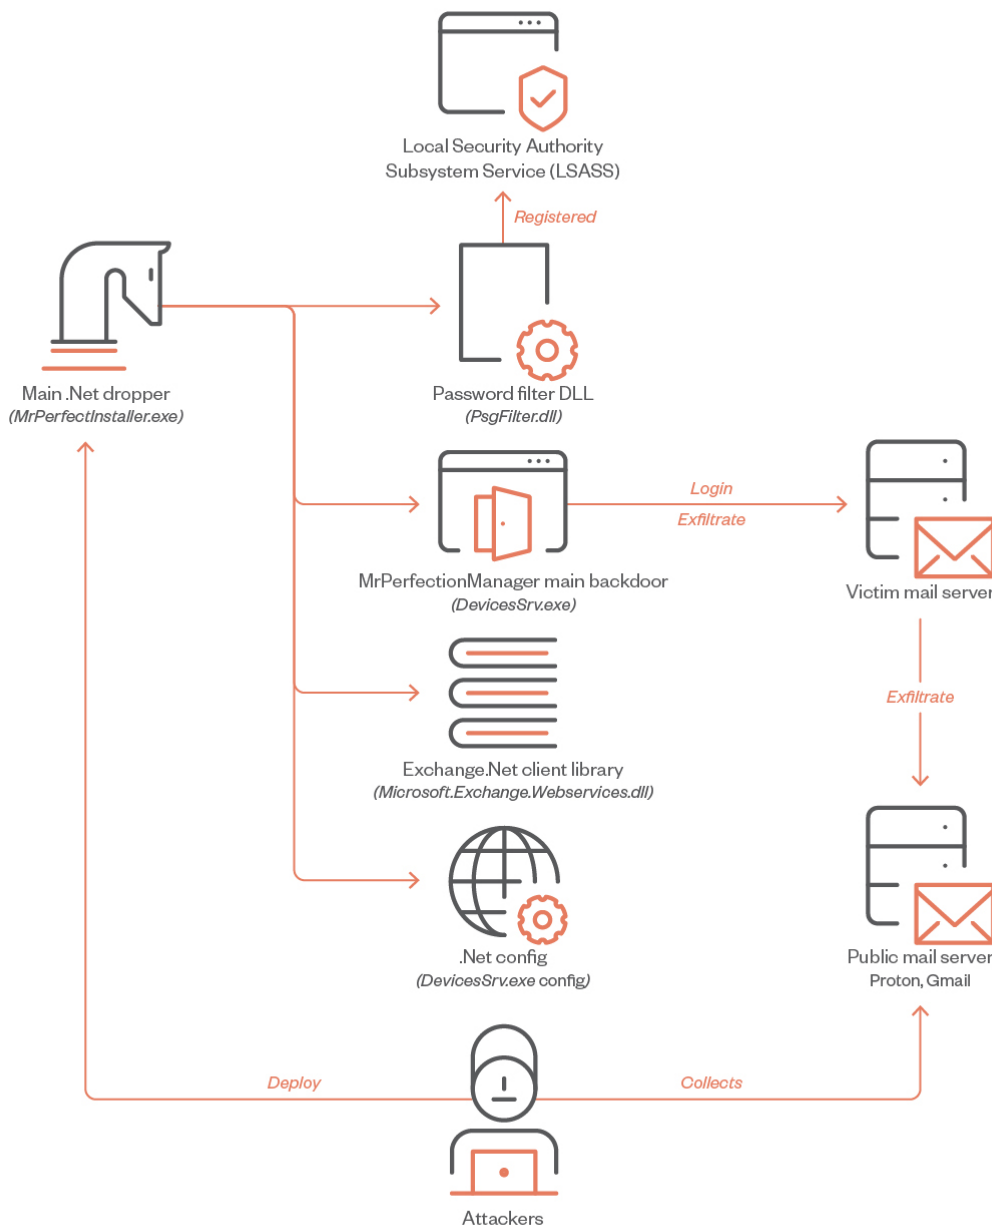 Local Security Authority
Subsystem Service (LSASS)
Registered
Main .Net dropper
(MrPerfectInstaller.exe)
Password filter DLL
(PsgFilter.dll)
Login
Exfiltrate
MrPerfectionManager main backdoor
(DevicesSrv.exe)
Victim mail server
Exfiltrate
Exchange.Net client library
(Microsoft.Exchange.Webservices.dll)
.Net config
(DevicesSrv.exe config)
Public mail server
Proton, Gmail
Deploy
Collects
Attackers